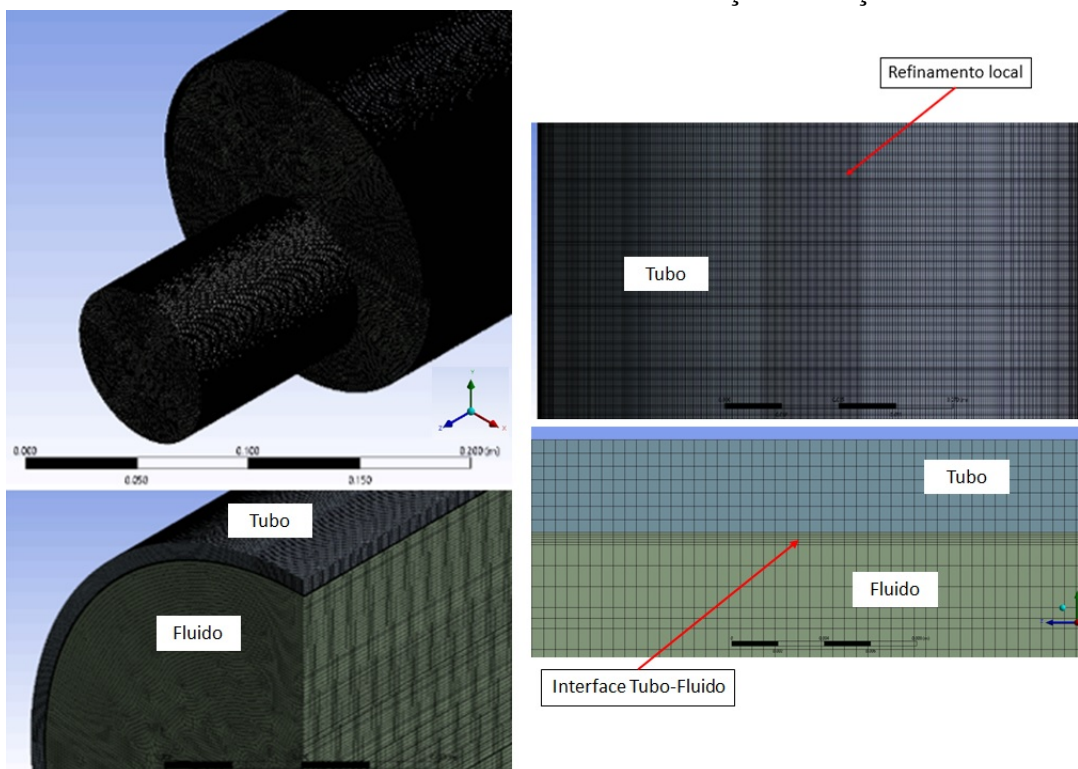 Refinamento local
Tubo
Y
Z
X
0.000
0.100
0.200 (m)
0.050
0.150
Tubo
Tubo
Fluido
Fluido
Interface Tubo-Fluido